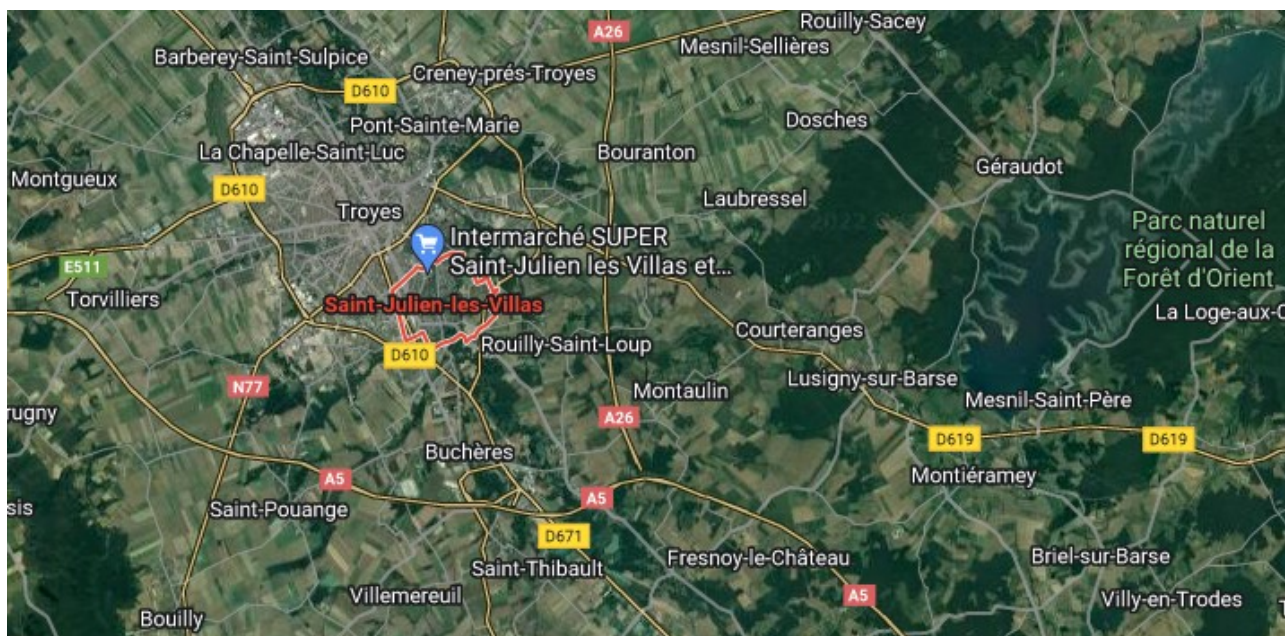 A26
Rouilly-Sacey
Mesnil-Sellières
Barberey-Saint-Sulpice
Creney-prés-Troyes
D610
Pont-Sainte-Marie
Dosches
La Chapelle-Saint-Luc
Bouranton
Géraudot
Montgueux
D610
Laubressel
Troyes
Parc naturel
régional de la
Forêt d'Orient
Intermarché SUPER
Saint-Julien les Villas et...
E511
Torvilliers
Saint-Julien-les-Villas
La Loge-aux-C
Courteranges
Rouilly-Saint-Loup
D610
N77
Lusigny-sur-Barse
Montaulin
Mesnil-Saint-Père
rugny
A26
D619
D619
Buchères
Montiéramey
A5
A5
sis
Saint-Pouange
D671
Fresnoy-le-Château
Briel-sur-Barse
Saint-Thibault
Villemereuil
A5
Villy-en-Trodes
Bouilly